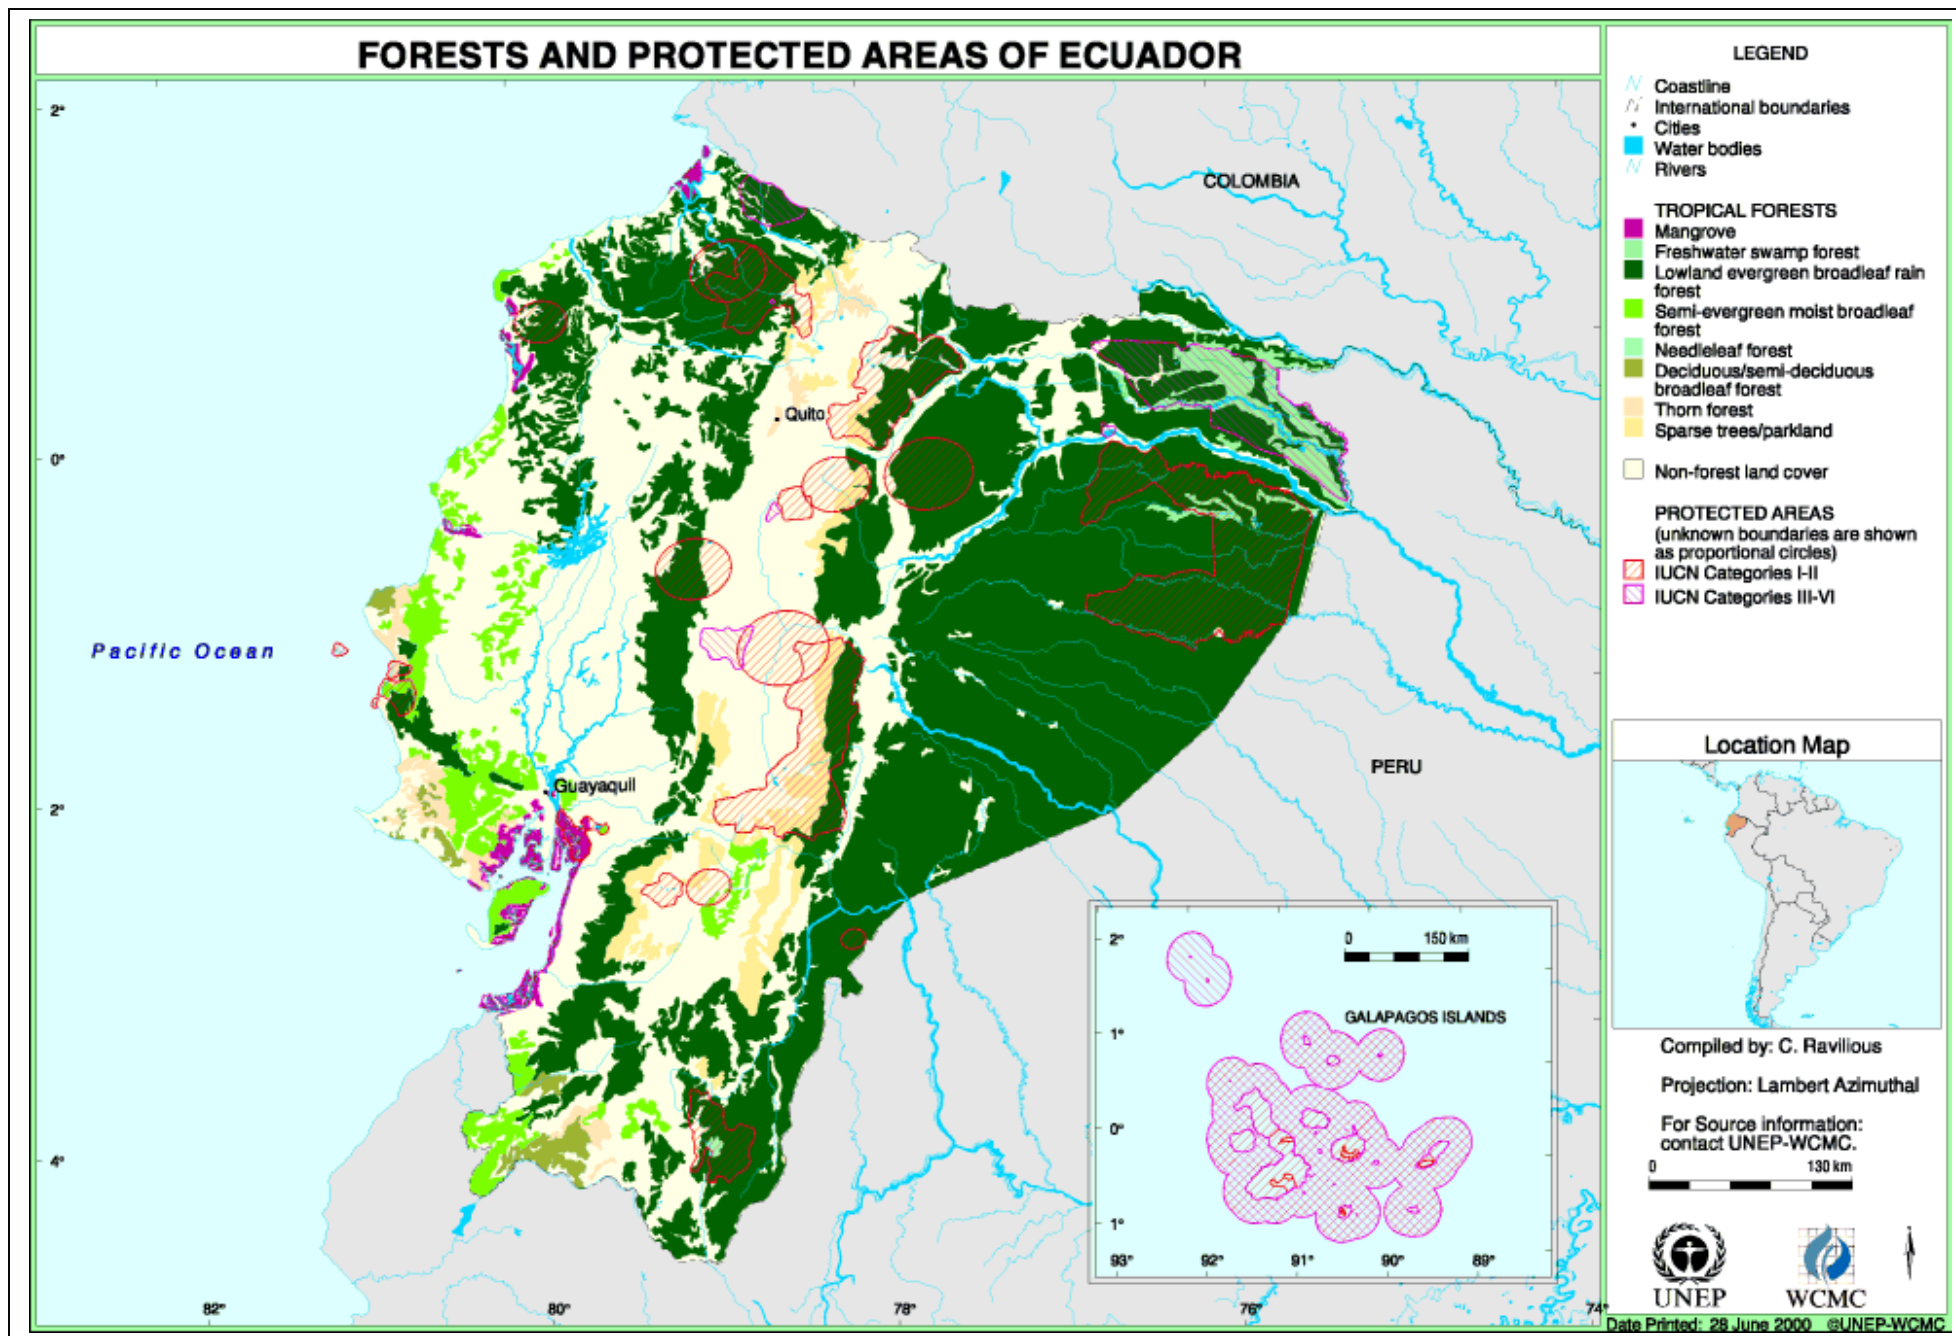 FORESTS AND PROTECTED AREAS OF ECUADOR
2°
0°
2°
4°
82°
80°
78°
76°
74°
COLOMBIA
Quito
Pacific Ocean
Guayaquil
PERU
2°
1°
0°
1°
93°
92°
91°
90°
89°
0 150 km
GALAPAGOS ISLANDS
LEGEND
Coastline
International boundaries
Cities
Water bodies
Rivers
TROPICAL FORESTS
Mangrove
Freshwater swamp forest
Lowland evergreen broadleaf rain
forest
Semi-evergreen moist broadleaf
forest
Needleleaf forest
Deciduous/semi-deciduous
broadleaf forest
Thorn forest
Sparse trees/parkland
Non-forest land cover
PROTECTED AREAS
(unknown boundaries are shown
as proportional circles)
IUCN Categories I-II
IUCN Categories III-VI
Location Map
Compiled by: C. Ravilious
Projection: Lambert Azimuthal
For Source information:
contact UNEP-WCMC.
0 130 km
UNEP
WCMC
Date Printed: 28 June 2000 ©UNEP-WCMC